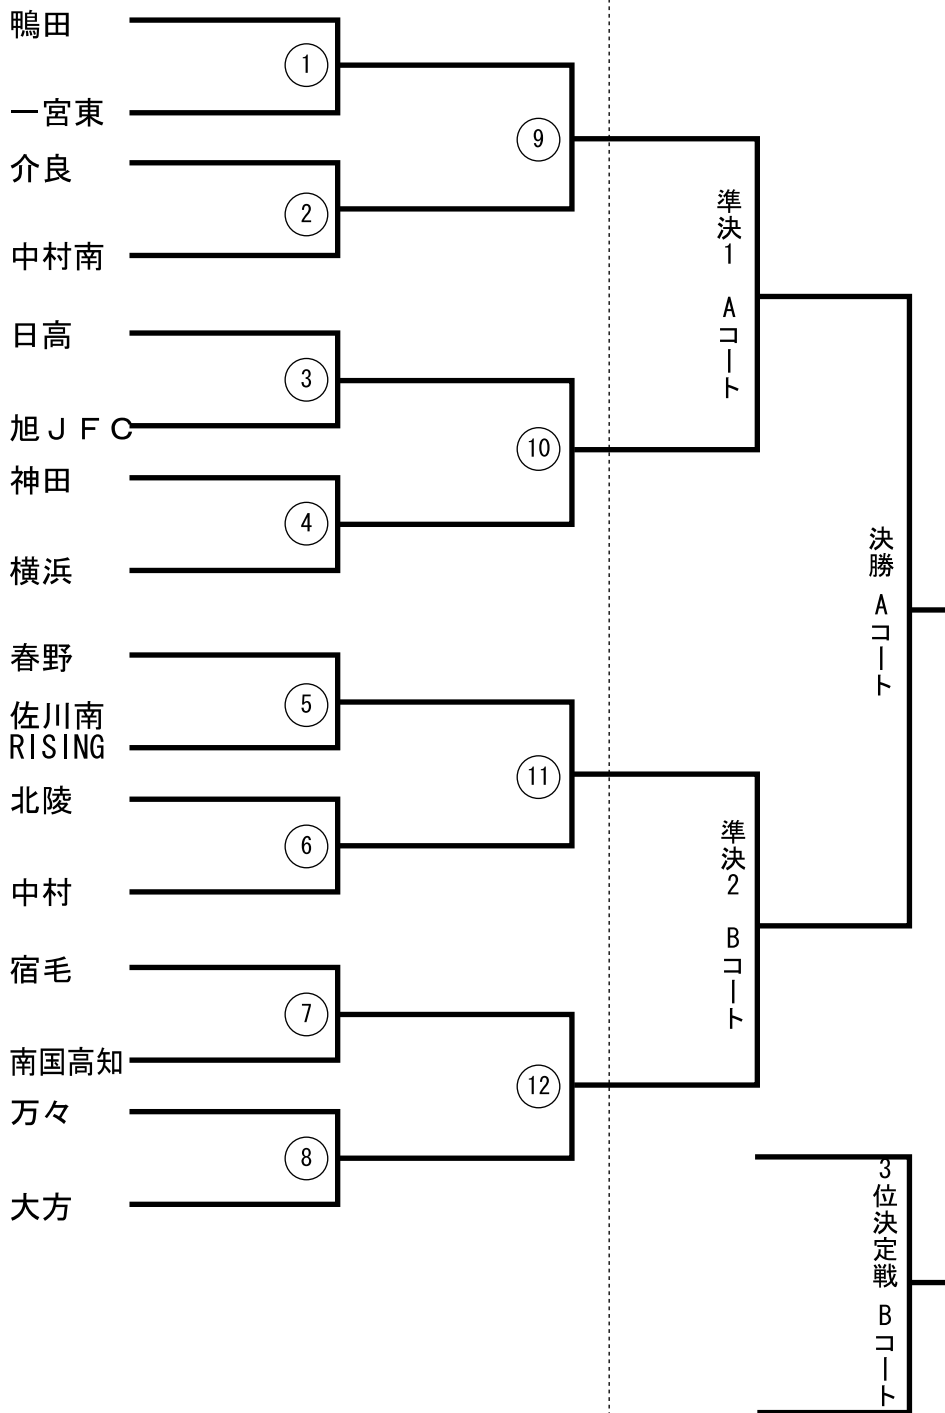 鴨田
①
一宮東
⑨
介良
②
中村南
準決1 Aコート
日高
③
旭JFC
⑩
神田
④
横浜
決勝 Aコート
春野
⑤
佐川南
RISING
⑪
北陵
⑥
中村
準決2 Bコート
宿毛
⑦
南国高知
⑫
万々
⑧
大方
3位決定戦 Bコート